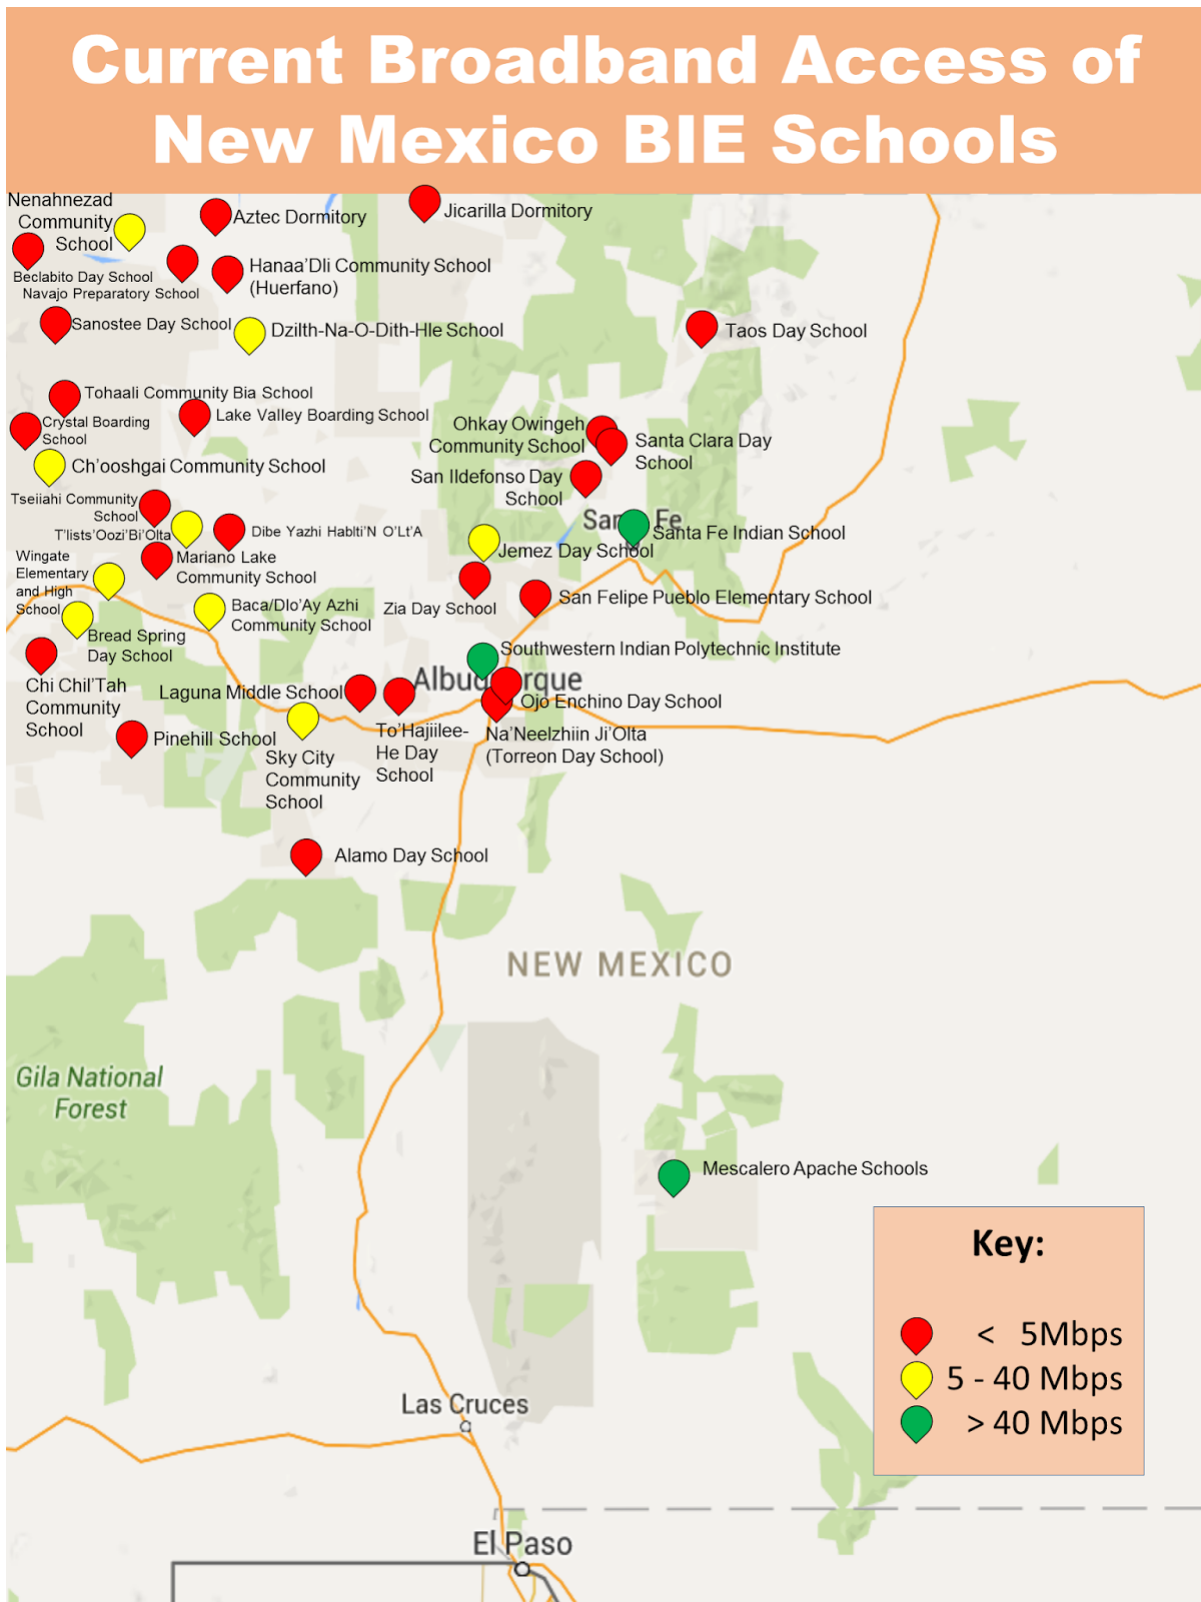 Current Broadband Access of
New Mexico BIE Schools
Nenahnezad
Community
School
Aztec Dormitory
Jicarilla Dormitory
Beclabito Day School
Navajo Preparatory School
Hanaa'Dli Community School
(Huerfano)
Sanostee Day School
Dzilth-Na-O-Dith-Hle School
Taos Day School
Tohaali Community Bia School
Lake Valley Boarding School
Crystal Boarding
School
Ohkay Owingeh
Community School
Santa Clara Day
School
Ch'ooshgai Community School
San Ildefonso Day
School
Tseiiahi Community
School
T'lists'Oozi'Bi'Olta
Dibe Yazhi Hablti'N O'Lt'A
Santa Fe
Santa Fe Indian School
Jemez Day School
Wingate
Elementary
and High
School
Mariano Lake
Community School
Zia Day School
San Felipe Pueblo Elementary School
Baca/Dlo'Ay Azhi
Community School
Bread Spring
Day School
Southwestern Indian Polytechnic Institute
Chi Chil'Tah
Community
School
Laguna Middle School
Albuquerque
Ojo Enchino Day School
To'Hajiilee-
He Day
School
Na'Neelzhiin Ji'Olta
(Torreon Day School)
Pinehill School
Sky City
Community
School
Alamo Day School
NEW MEXICO
Gila National
Forest
Mescalero Apache Schools
Key:
< 5Mbps
5 - 40 Mbps
> 40 Mbps
Las Cruces
El Paso